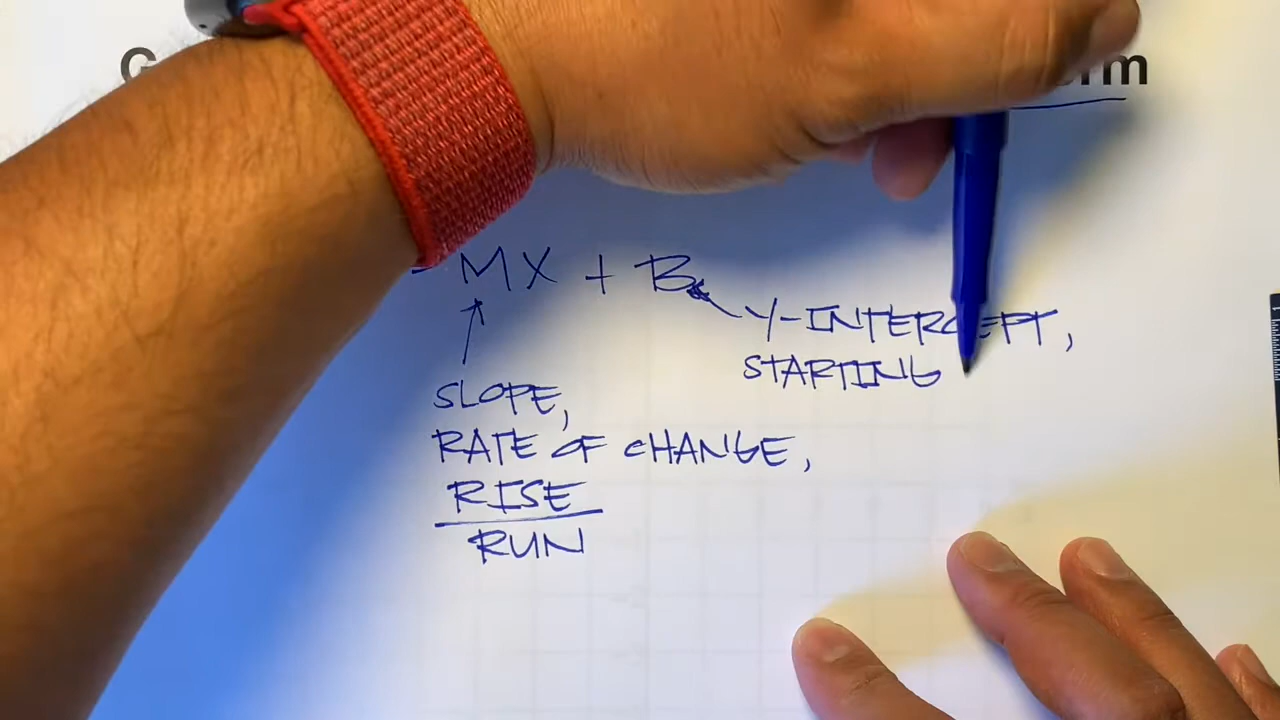 MX + B
Y-INTERCEPT,
STARTING
SLOPE,
RATE OF CHANGE,
RISE
RUN